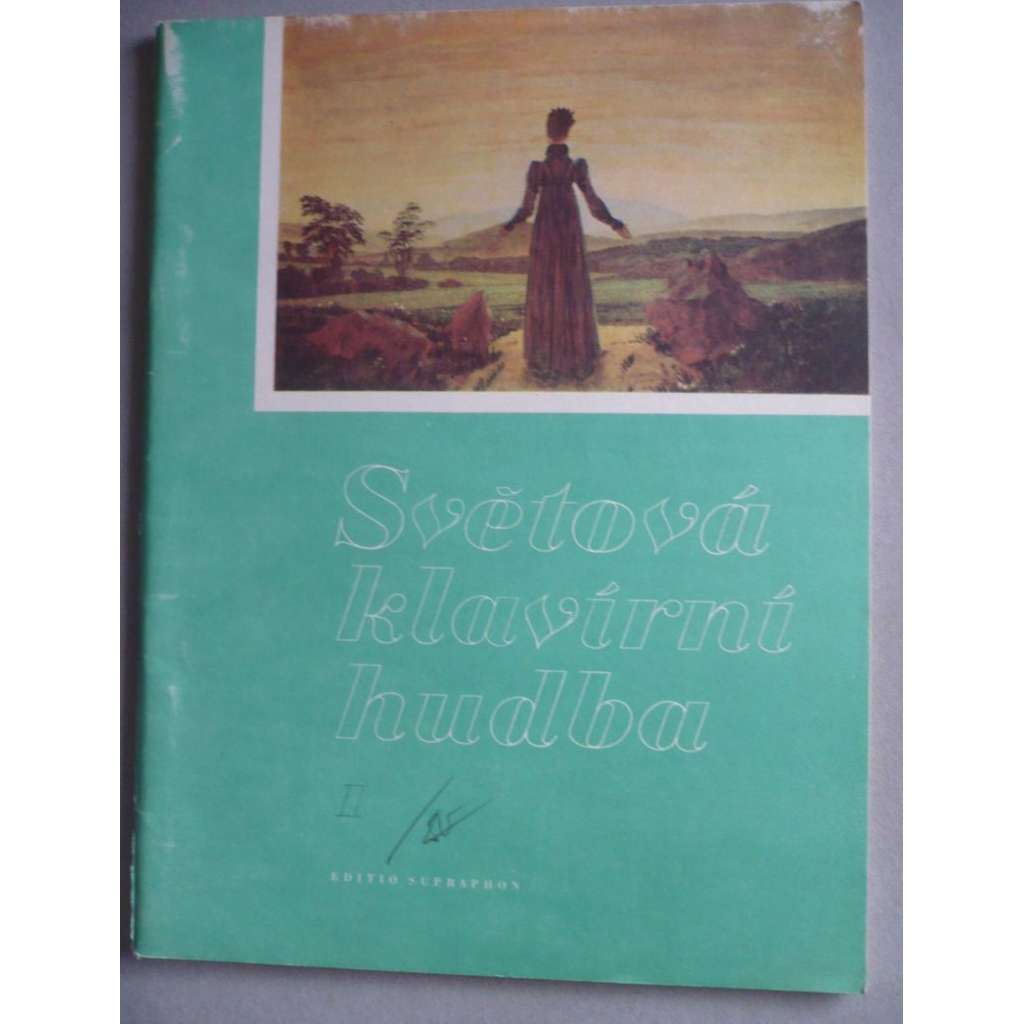 Světová
klavírní
hudba
II
EDITIO SUPRAPHON